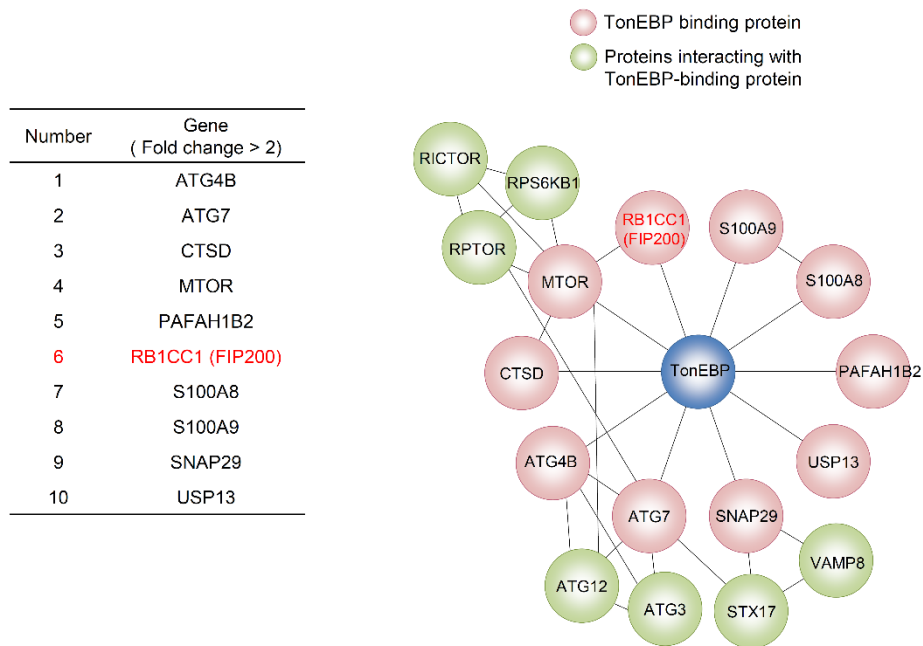 TonEBP binding protein
Proteins interacting with
TonEBP-binding protein
Number
Gene
( Fold change > 2)
1 ATG4B
2 ATG7
3 CTSD
4 MTOR
5 PAFAH1B2
6 RB1CC1 (FIP200)
7 S100A8
8 S100A9
9 SNAP29
10 USP13
RICTOR
RPS6KB1
RPTOR
MTOR
RB1CC1
(FIP200)
S100A9
S100A8
CTSD
TonEBP
PAFAH1B2
ATG4B
USP13
ATG7
SNAP29
VAMP8
ATG12
ATG3
STX17